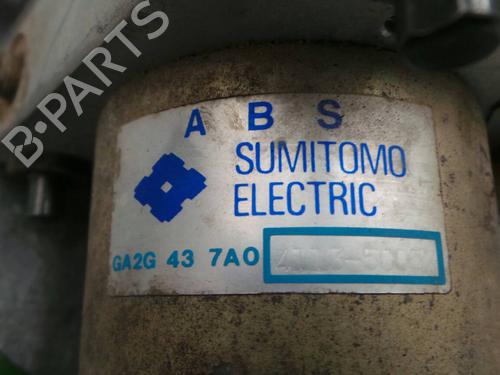 B-PARTS
A B S
SUMITOMO
ELECTRIC
GA2G 43 7A0